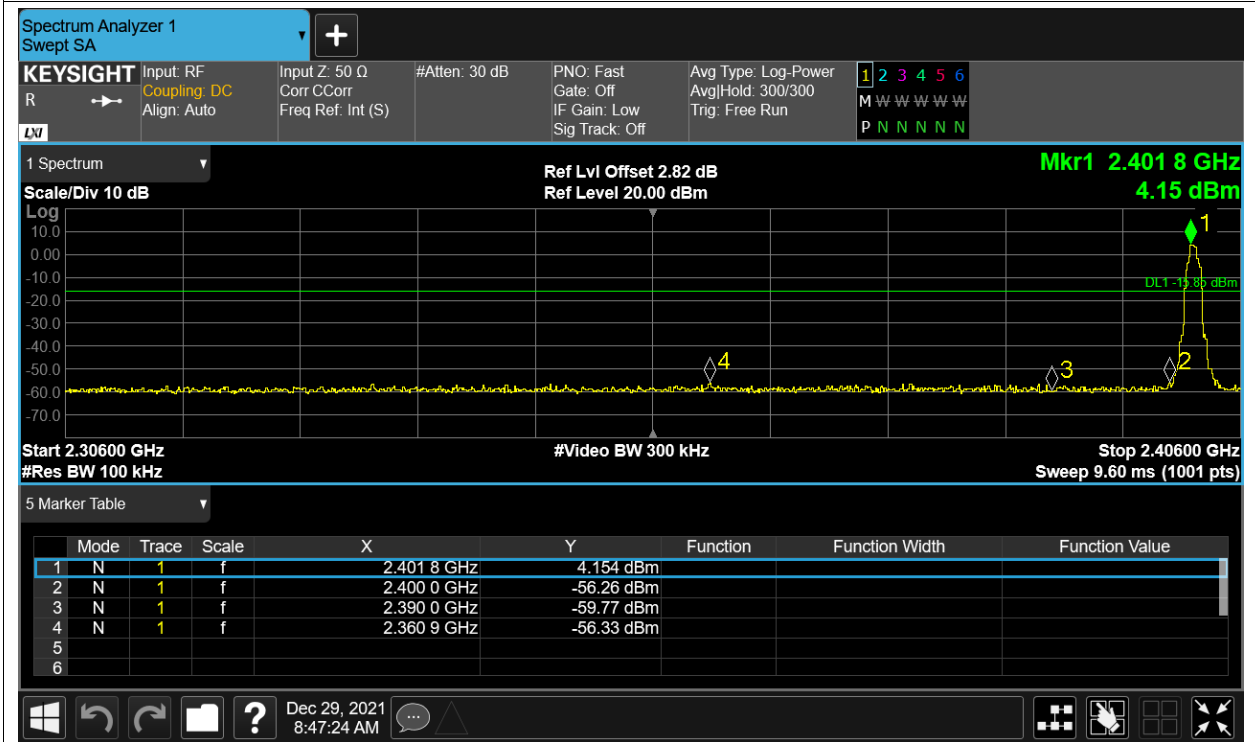 Spectrum Analyzer 1
Swept SA
KEYSIGHT Input: RF Input Z: 50 Ω #Atten: 30 dB PNO: Fast Avg Type: Log-Power 1 2 3 4 5 6
R Coupling: DC Corr CCorr Gate: Off Avg|Hold: 300/300 M W W W W W W
Align: Auto Freq Ref: Int (S) IF Gain: Low Trig: Free Run
LXI Sig Track: Off P N N N N N N
1 Spectrum Ref Lvl Offset 2.82 dB Mkr1 2.401 8 GHz
Scale/Div 10 dB Ref Level 20.00 dBm 4.15 dBm
Log
1
10.0
0.00
-10.0
DL1 -15.85 dBm
-20.0
-30.0
-40.0
4 3 2
-50.0
-60.0
-70.0
Start 2.30600 GHz #Video BW 300 kHz Stop 2.40600 GHz
#Res BW 100 kHz Sweep 9.60 ms (1001 pts)
5 Marker Table
Mode Trace Scale X Y Function Function Width Function Value
1 N 1 f 2.401 8 GHz 4.154 dBm
2 N 1 f 2.400 0 GHz -56.26 dBm
3 N 1 f 2.390 0 GHz -59.77 dBm
4 N 1 f 2.360 9 GHz -56.33 dBm
5
6
? Dec 29, 2021
8:47:24 AM